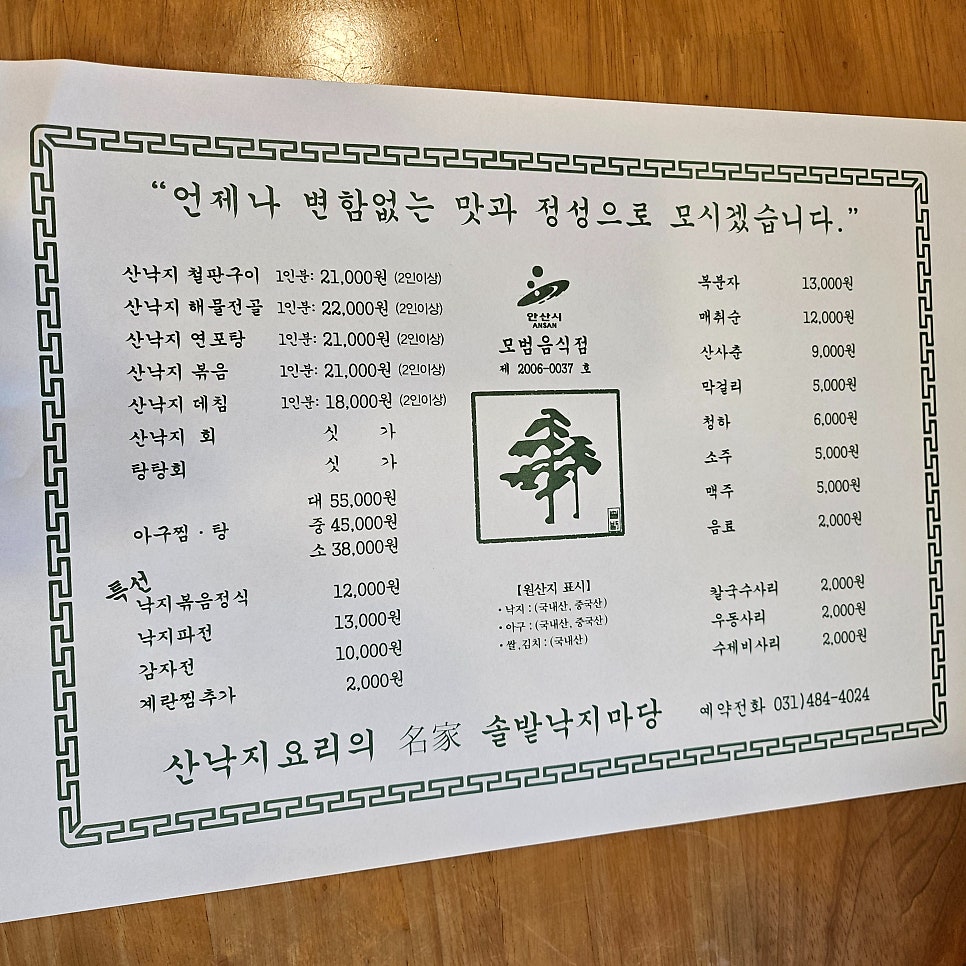 “언제나 변함없는 맛과 정성으로 모시겠습니다.”
산낙지 철판구이 1인분: 21,000원 (2인이상)
산낙지 해물전골 1인분: 22,000원 (2인이상)
산낙지 연포탕 1인분: 21,000원 (2인이상)
산낙지 볶음 1인분: 21,000원 (2인이상)
산낙지 데침 1인분: 18,000원 (2인이상)
산낙지 회 싯 가
탕탕회 싯 가
대 55,000원
아구찜 · 탕 중 45,000원
소 38,000원
특선
낙지볶음정식 12,000원
낙지파전 13,000원
감자전 10,000원
계란찜추가 2,000원
안산시
ANSAN
모범음식점
제 2006-0037 호
[원산지 표시]
• 낙지 : (국내산, 중국산)
• 아구 : (국내산, 중국산)
• 쌀,김치 : (국내산)
복분자 13,000원
매취순 12,000원
산사춘 9,000원
막걸리 5,000원
청하 6,000원
소주 5,000원
맥주 5,000원
음료 2,000원
칼국수사리 2,000원
우동사리 2,000원
수제비사리 2,000원
산낙지요리의 名家 솔밭낙지마당
예약전화 031)484-4024